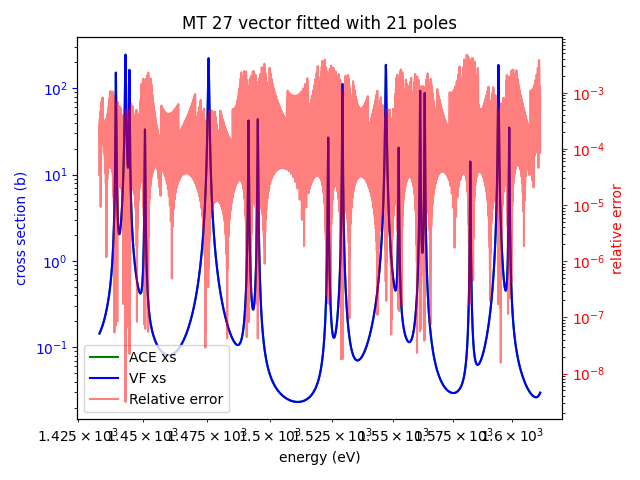 MT 27 vector fitted with 21 poles
cross section (b)
10²
10¹
10⁰
10⁻¹
10⁻³
10⁻⁴
10⁻⁵
10⁻⁶
10⁻⁷
10⁻⁸
relative error
ACE xs
VF xs
Relative error
1.425 × 10³ 1.45 × 10³ 1.475 × 10³ 1.5 × 10³ 1.525 × 10³ 1.55 × 10³ 1.575 × 10³ 1.6 × 10³
energy (eV)